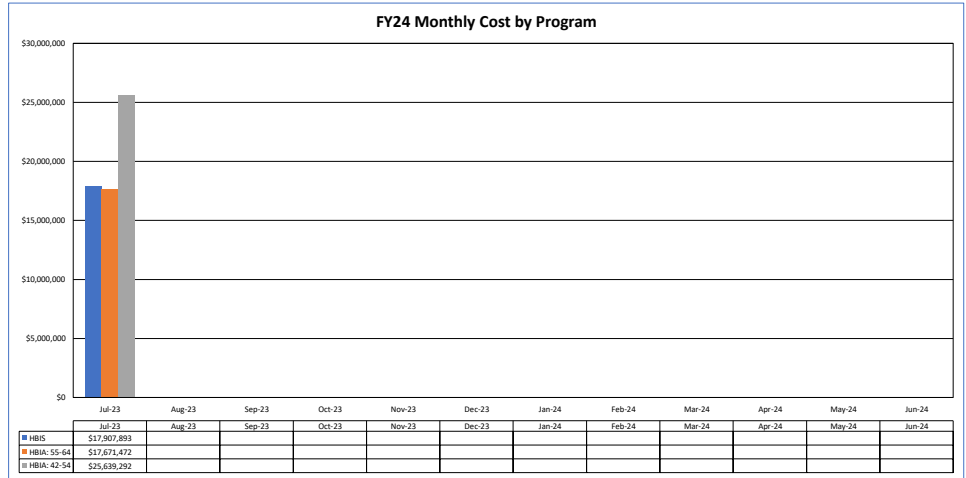 FY24 Monthly Cost by Program
$30,000,000
$25,000,000
$20,000,000
$15,000,000
$10,000,000
$5,000,000
$0
Jul-23 Aug-23 Sep-23 Oct-23 Nov-23 Dec-23 Jan-24 Feb-24 Mar-24 Apr-24 May-24 Jun-24
Jul-23 Aug-23 Sep-23 Oct-23 Nov-23 Dec-23 Jan-24 Feb-24 Mar-24 Apr-24 May-24 Jun-24
HBIS $17,907,893
HBIA: 55-64 $17,671,472
HBIA: 42-54 $25,639,292